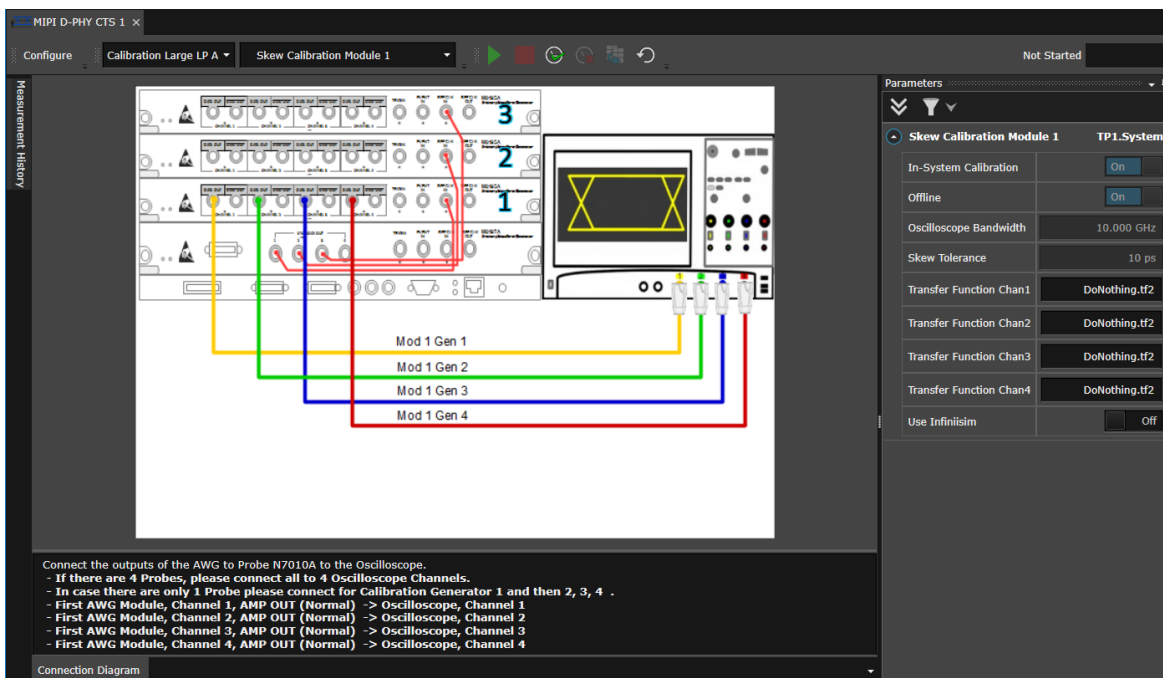 MIPI D-PHY CTS 1
Configure
Calibration Large LP A
Skew Calibration Module 1
Not Started
Measurement History
3
2
1
1
2
3
4
Mod 1 Gen 1
Mod 1 Gen 2
Mod 1 Gen 3
Mod 1 Gen 4
Connect the outputs of the AWG to Probe N7010A to the Oscilloscope.
- If there are 4 Probes, please connect all to 4 Oscilloscope Channels.
- In case there are only 1 Probe please connect for Calibration Generator 1 and then 2, 3, 4 .
- First AWG Module, Channel 1, AMP OUT (Normal) -> Oscilloscope, Channel 1
- First AWG Module, Channel 2, AMP OUT (Normal) -> Oscilloscope, Channel 2
- First AWG Module, Channel 3, AMP OUT (Normal) -> Oscilloscope, Channel 3
- First AWG Module, Channel 4, AMP OUT (Normal) -> Oscilloscope, Channel 4
Connection Diagram
Parameters
Skew Calibration Module 1 TP1.System
In-System Calibration On
Offline On
Oscilloscope Bandwidth 10.000 GHz
Skew Tolerance 10 ps
Transfer Function Chan1 DoNothing.tf2
Transfer Function Chan2 DoNothing.tf2
Transfer Function Chan3 DoNothing.tf2
Transfer Function Chan4 DoNothing.tf2
Use Infiniisim Off